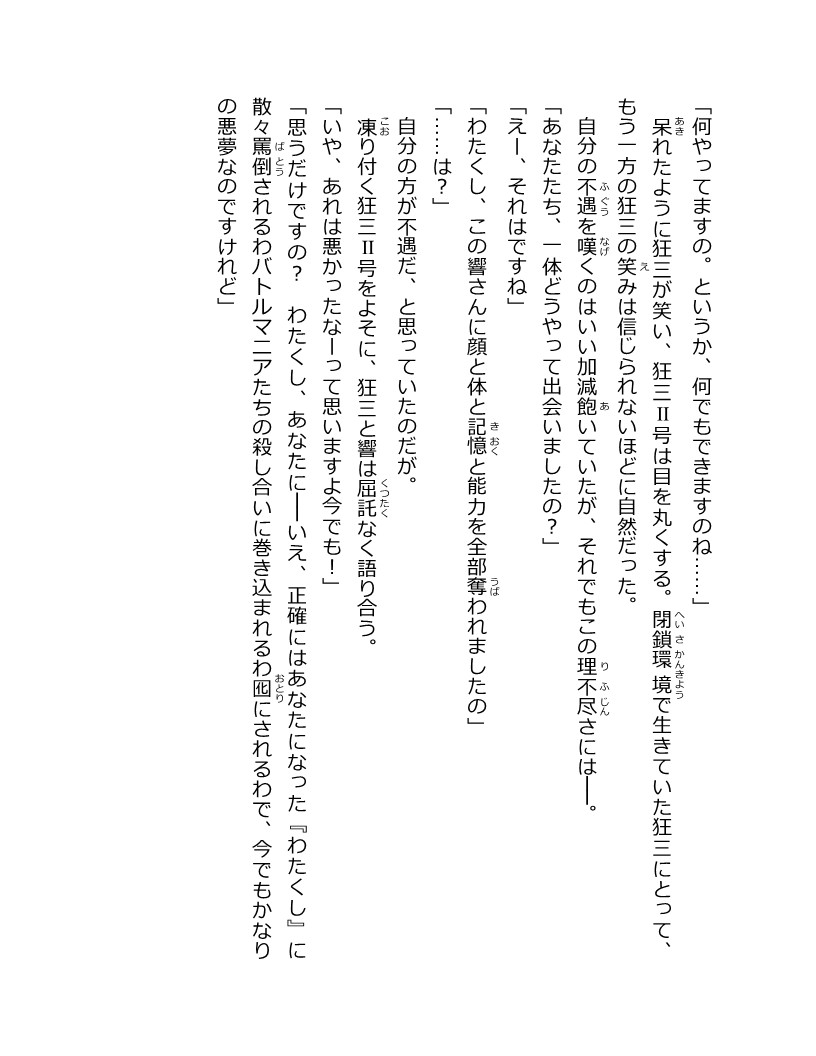 「何やってますの。というか、何でもできますのね……」
　呆れたように狂三が笑い、狂三Ⅱ号は目を丸くする。閉鎖環境で生きていた狂三にとって、
もう一方の狂三の笑みは信じられないほどに自然だった。
　自分の不遇を嘆くのはいい加減飽いていたが、それでもこの理不尽さには──。
「あなたたち、一体どうやって出会いましたの？」
「えー、それはですね」
「わたくし、この響さんに顔と体と記憶と能力を全部奪われましたの」
「……は？」
　自分の方が不遇だ、と思っていたのだが。
　凍り付く狂三Ⅱ号をよそに、狂三と響は屈託なく語り合う。
「いや、あれは悪かったなーって思いますよ今でも！」
「思うだけですの？　わたくし、あなたに──いえ、正確にはあなたになった『わたくし』に
散々罵倒されるわバトルマニアたちの殺し合いに巻き込まれるわ囮にされるわで、今でもかなり
の悪夢なのですけれど」